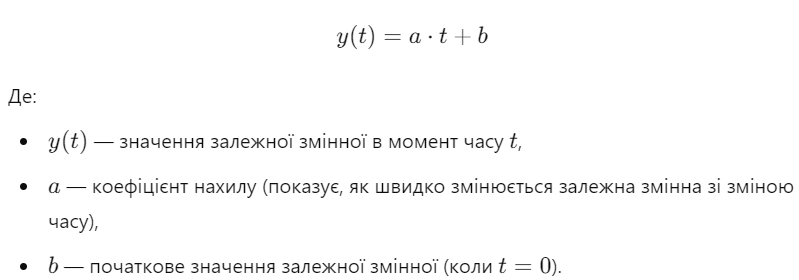 y(t) = a · t + b
Де:
• y(t) — значення залежної змінної в момент часу t,
• a — коефіцієнт нахилу (показує, як швидко змінюється залежна змінна зі зміною
часу),
• b — початкове значення залежної змінної (коли t = 0).